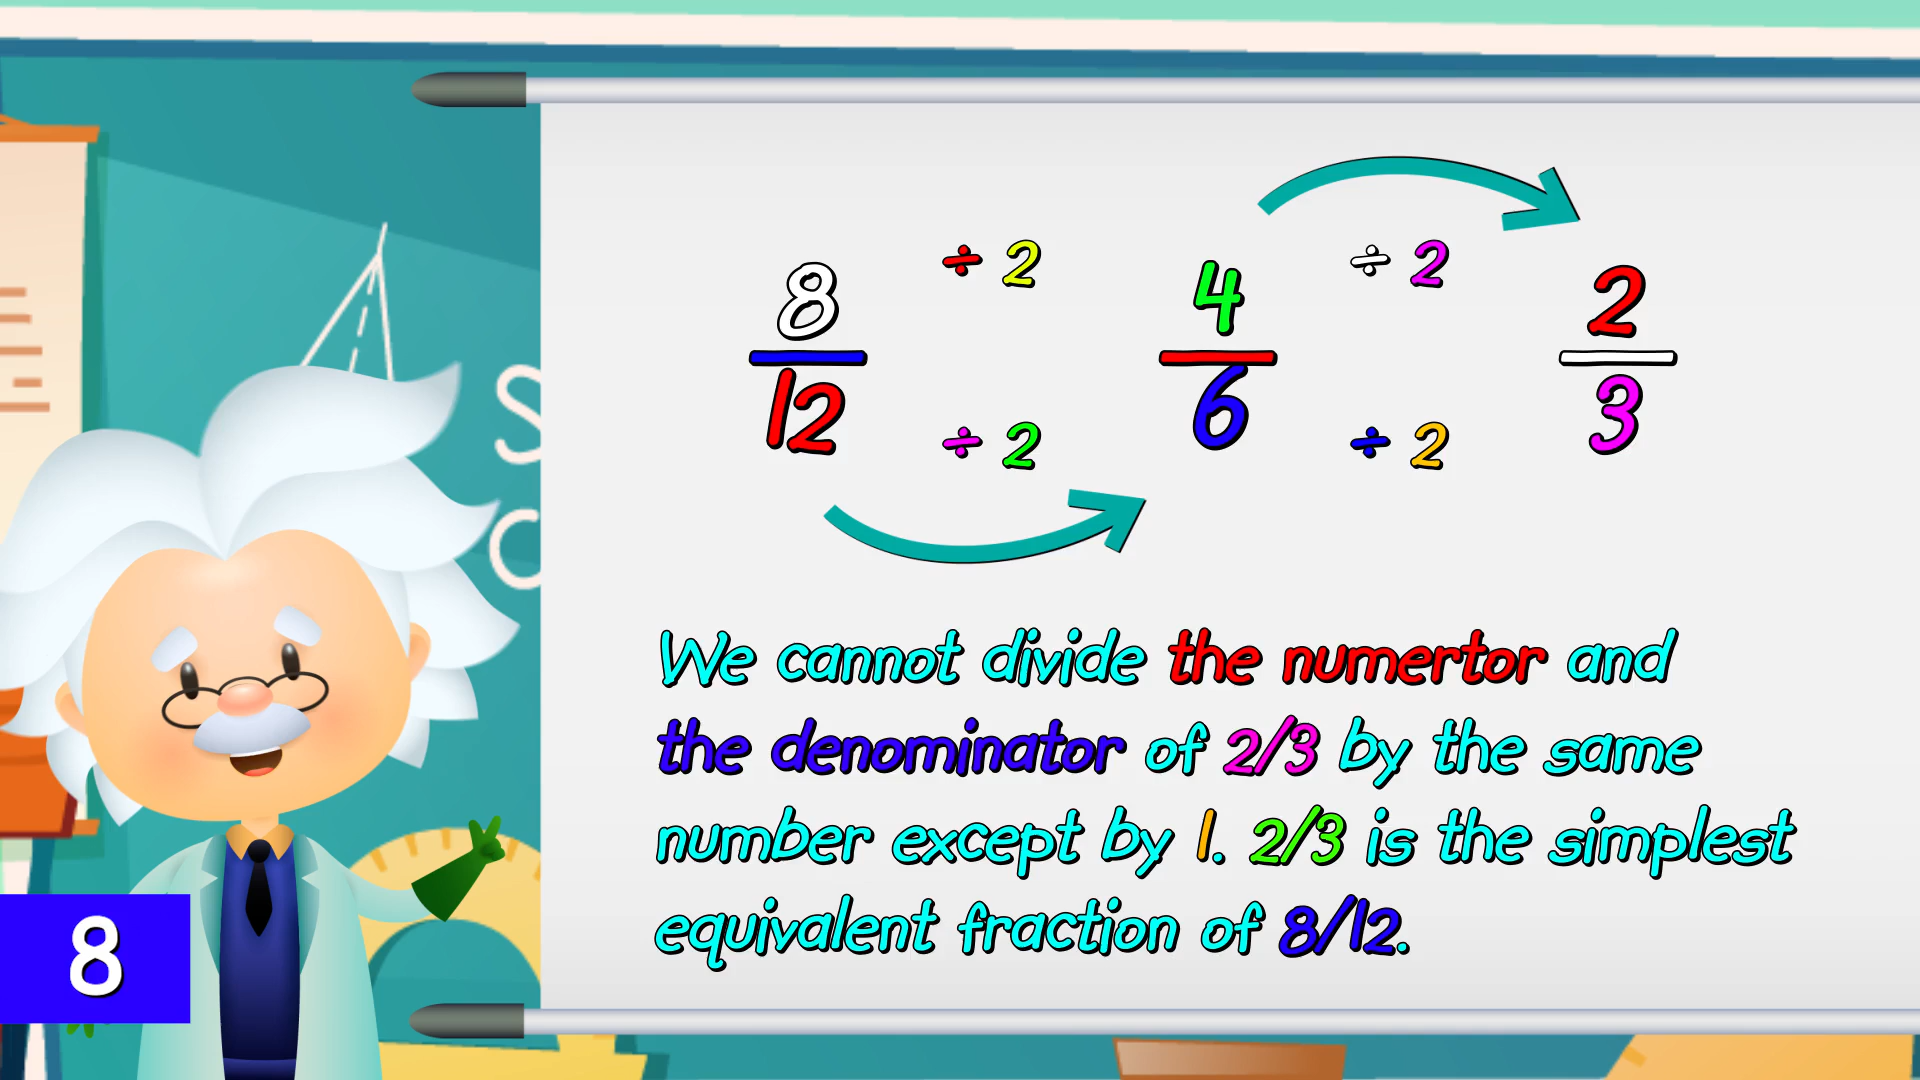 ÷ 2 ÷ 2
8 4 2
12 6 3
÷ 2 ÷ 2
We cannot divide the numertor and
the denominator of 2/3 by the same
number except by 1. 2/3 is the simplest
equivalent fraction of 8/12.
S
C
8